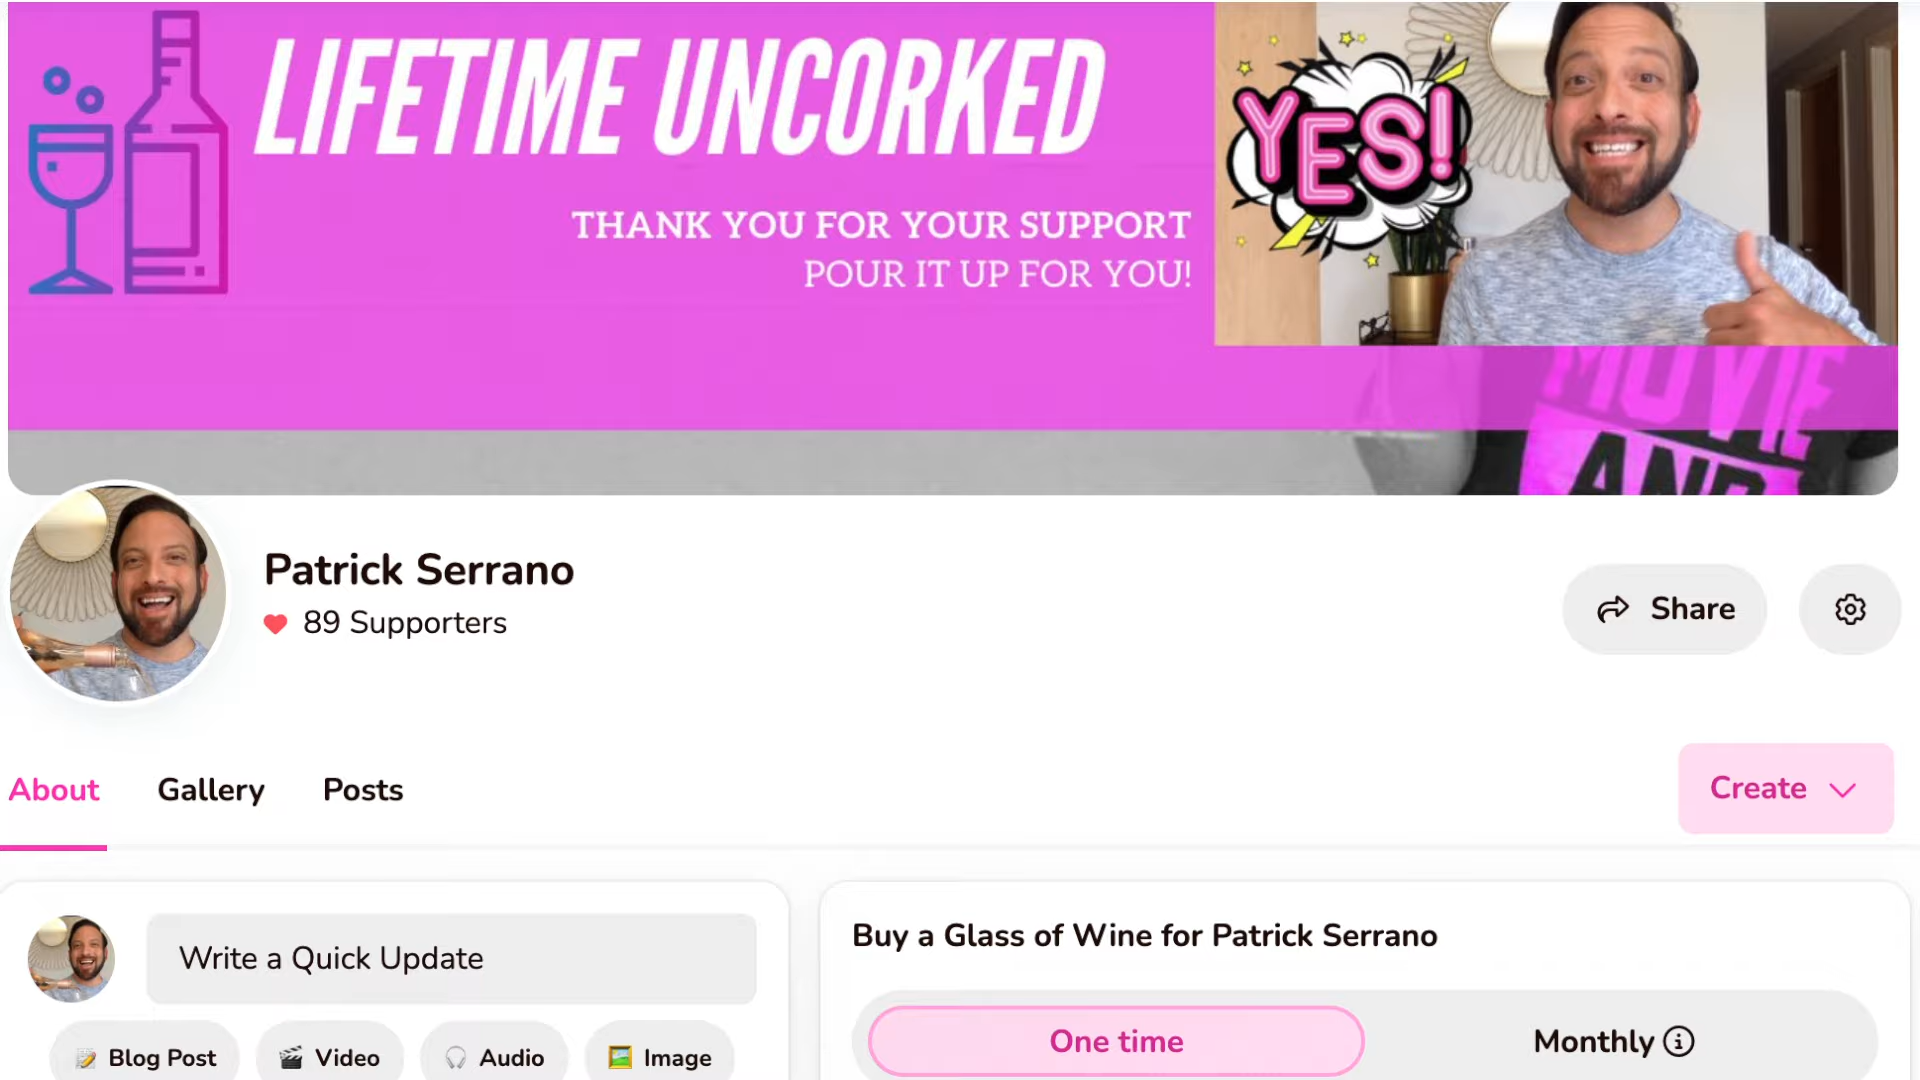 LIFETIME UNCORKED
YES!
THANK YOU FOR YOUR SUPPORT
POUR IT UP FOR YOU!
MOVIE
AND
Patrick Serrano
89 Supporters
Share
About Gallery Posts
Create
Write a Quick Update
Blog Post Video Audio Image
Buy a Glass of Wine for Patrick Serrano
One time Monthly